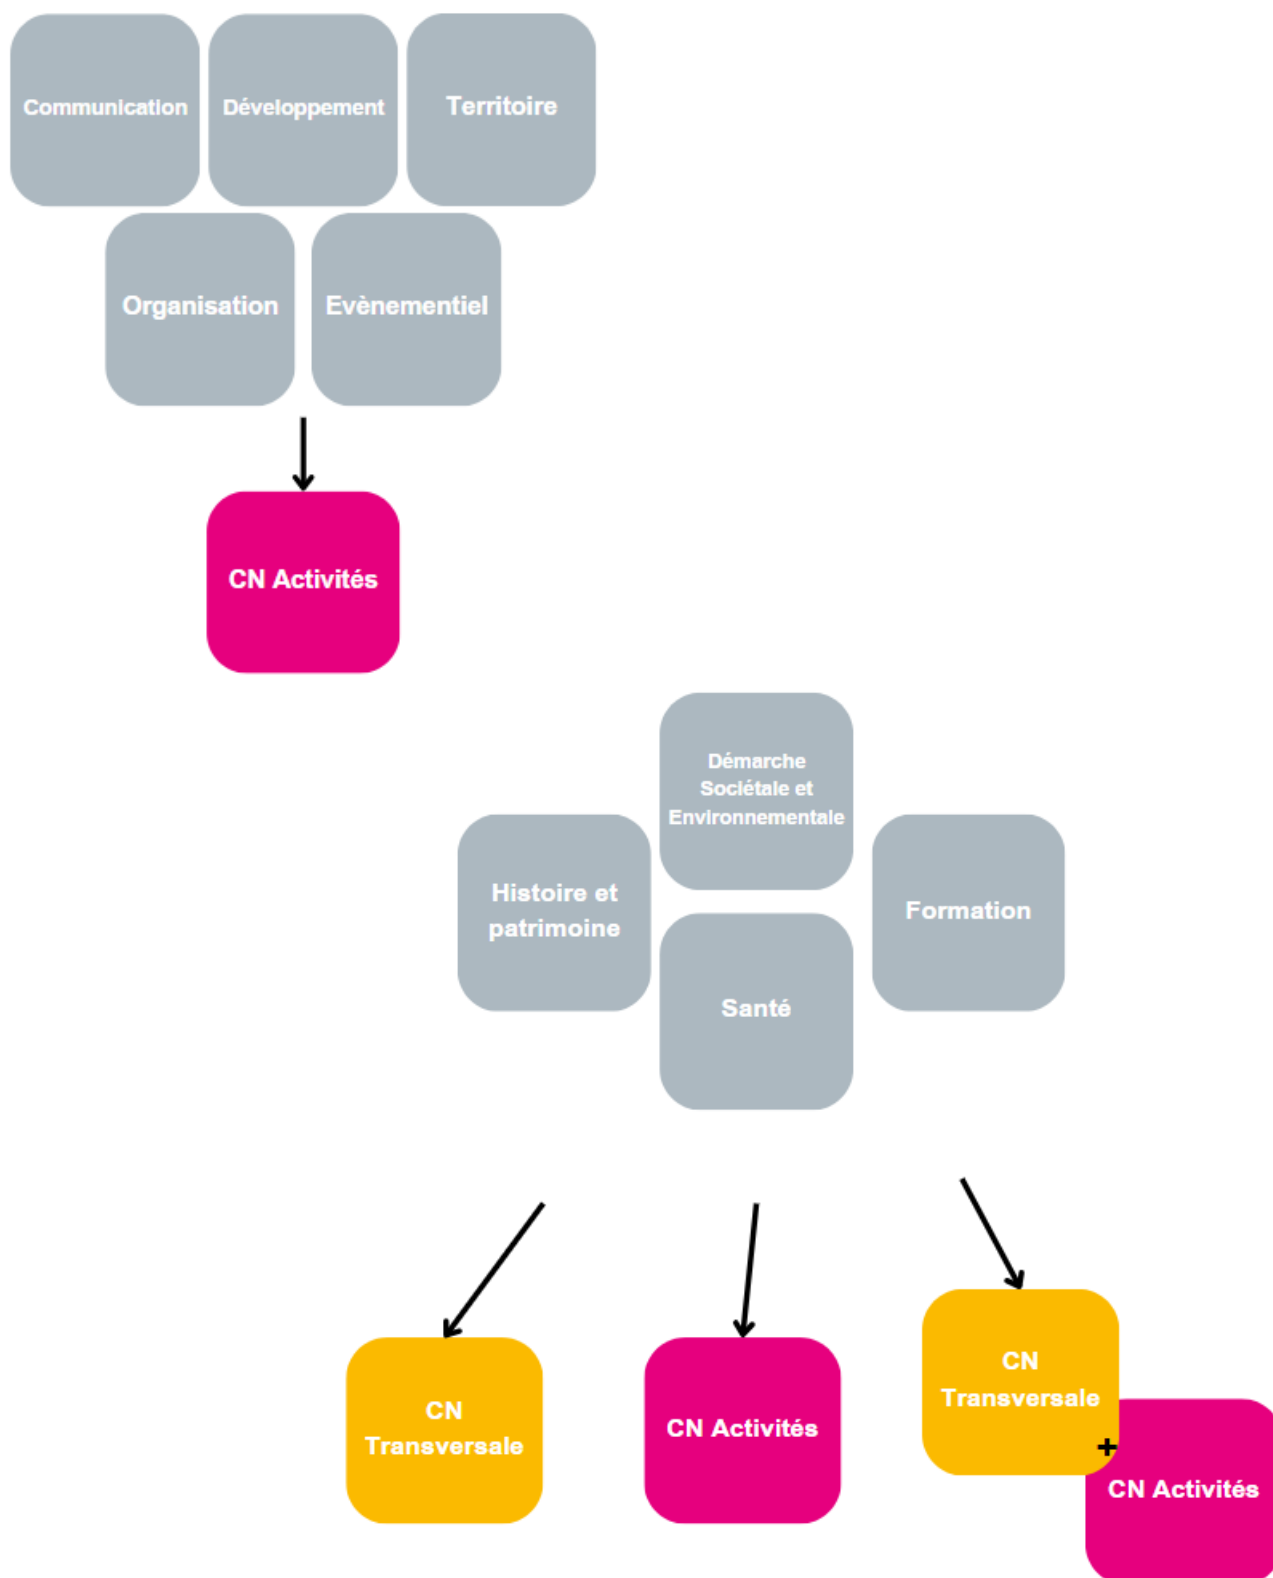 Communication
Développement
Territoire
Organisation
Evènementiel
CN Activités
Démarche
Sociétale et
Environnementale
Histoire et
patrimoine
Formation
Santé
CN
Transversale
CN Activités
CN
Transversale
+
CN Activités